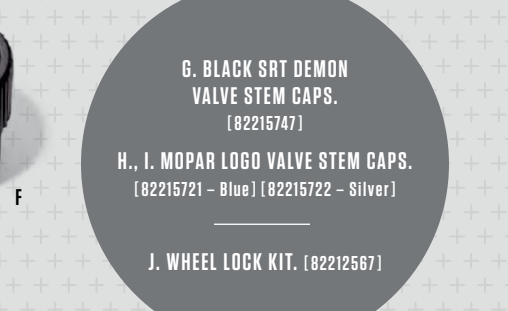 G. BLACK SRT DEMON
VALVE STEM CAPS.
[82215747]
H., I. MOPAR LOGO VALVE STEM CAPS.
[82215721 – Blue] [82215722 – Silver]
F
J. WHEEL LOCK KIT. [82212567]